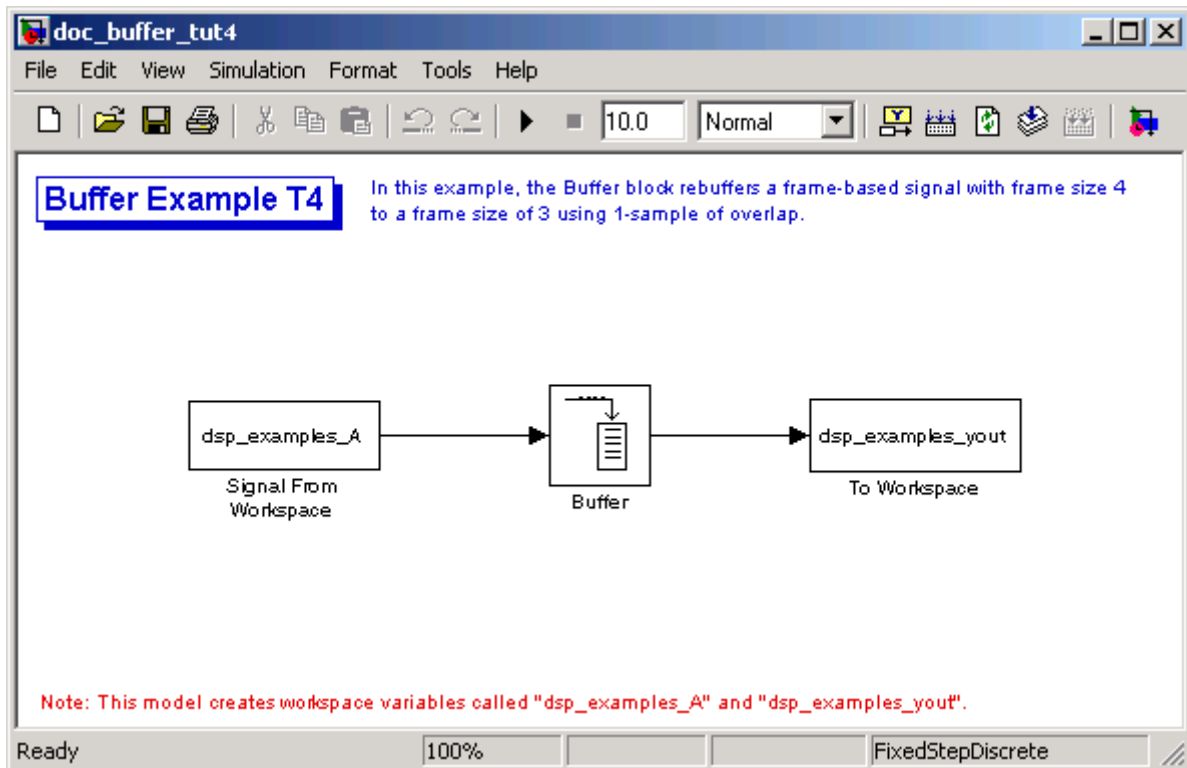 doc_buffer_tut4
File Edit View Simulation Format Tools Help
10.0 Normal
Buffer Example T4
In this example, the Buffer block rebuffers a frame-based signal with frame size 4
to a frame size of 3 using 1-sample of overlap.
dsp_examples_A
Signal From
Workspace
Buffer
dsp_examples_yout
To Workspace
Note: This model creates workspace variables called "dsp_examples_A" and "dsp_examples_yout".
Ready 100% FixedStepDiscrete